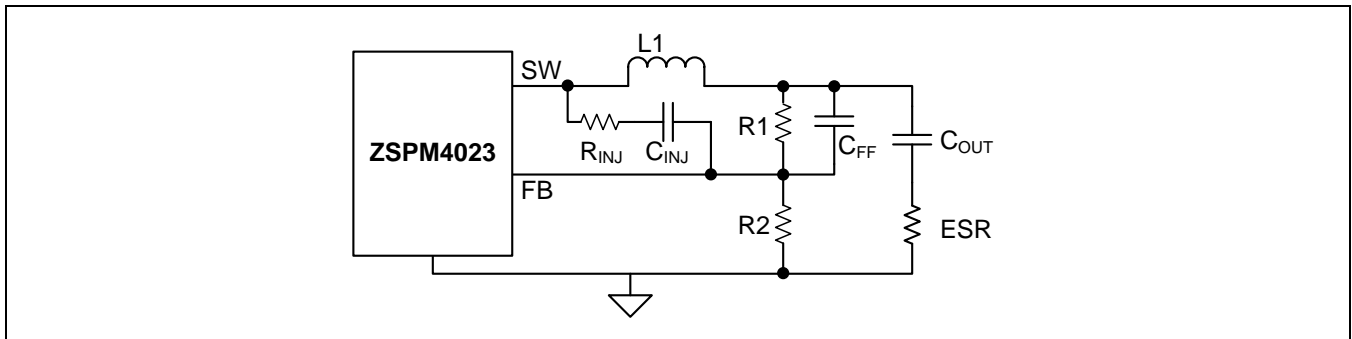 L1
SW
R1
ZSPM4023
RINJ
CINJ
CFF
COUT
FB
R2
ESR